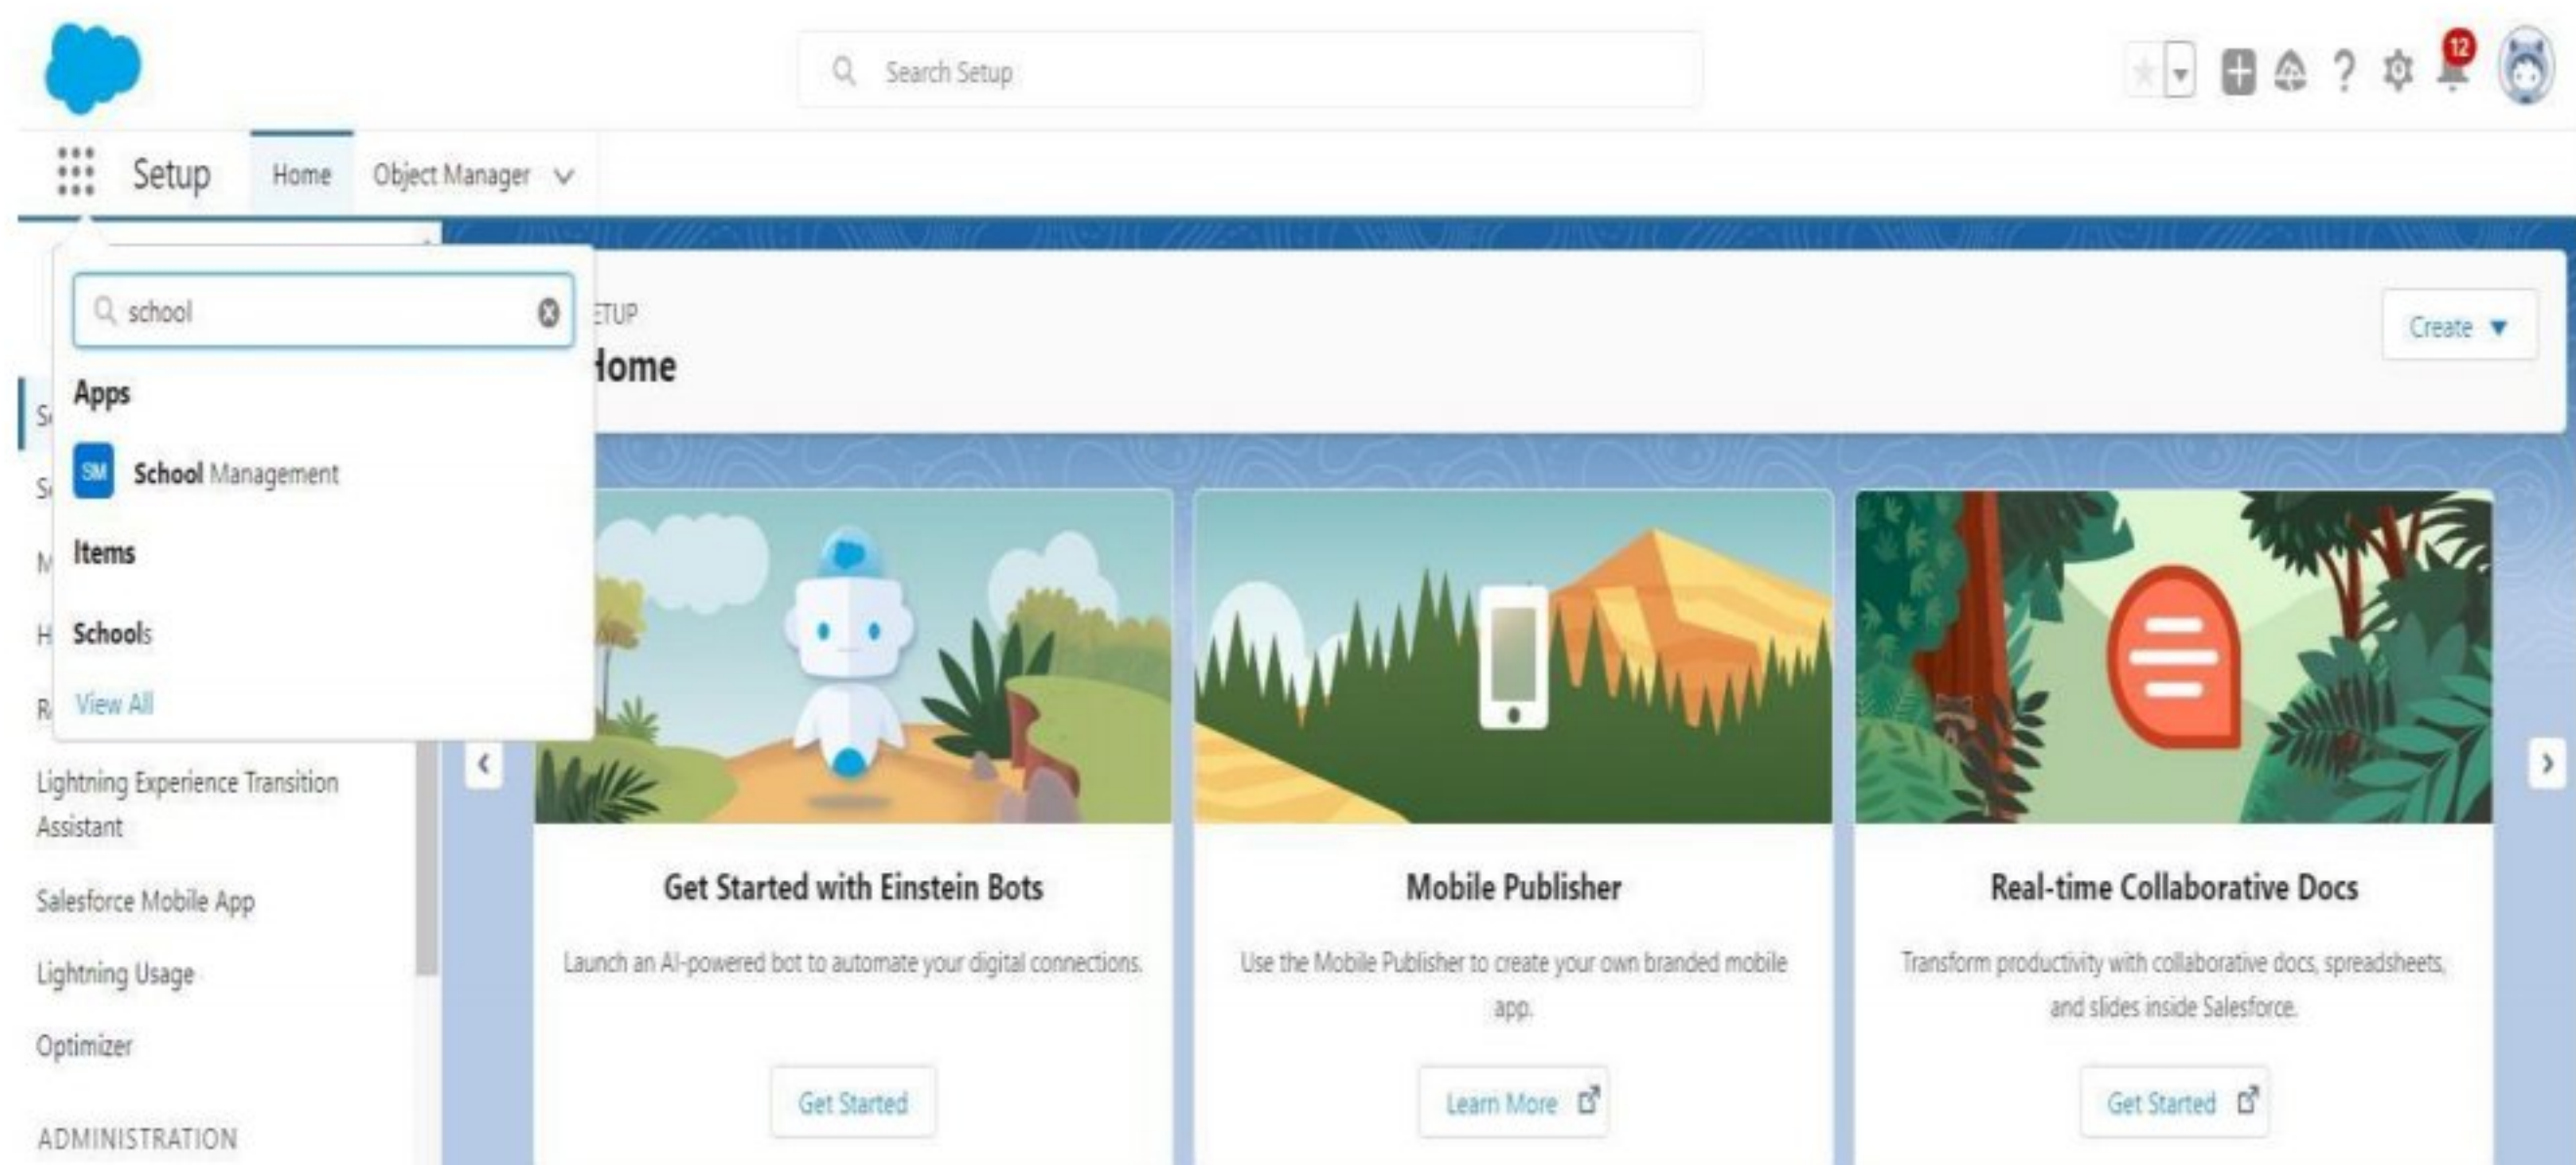 Search Setup
12
Setup
Home
Object Manager
school
Apps
SM School Management
Items
Schools
View All
ETUP
Home
Create
Lightning Experience Transition
Assistant
Salesforce Mobile App
Lightning Usage
Optimizer
ADMINISTRATION
Get Started with Einstein Bots
Launch an AI-powered bot to automate your digital connections.
Get Started
Mobile Publisher
Use the Mobile Publisher to create your own branded mobile
app.
Learn More
Real-time Collaborative Docs
Transform productivity with collaborative docs, spreadsheets,
and slides inside Salesforce.
Get Started